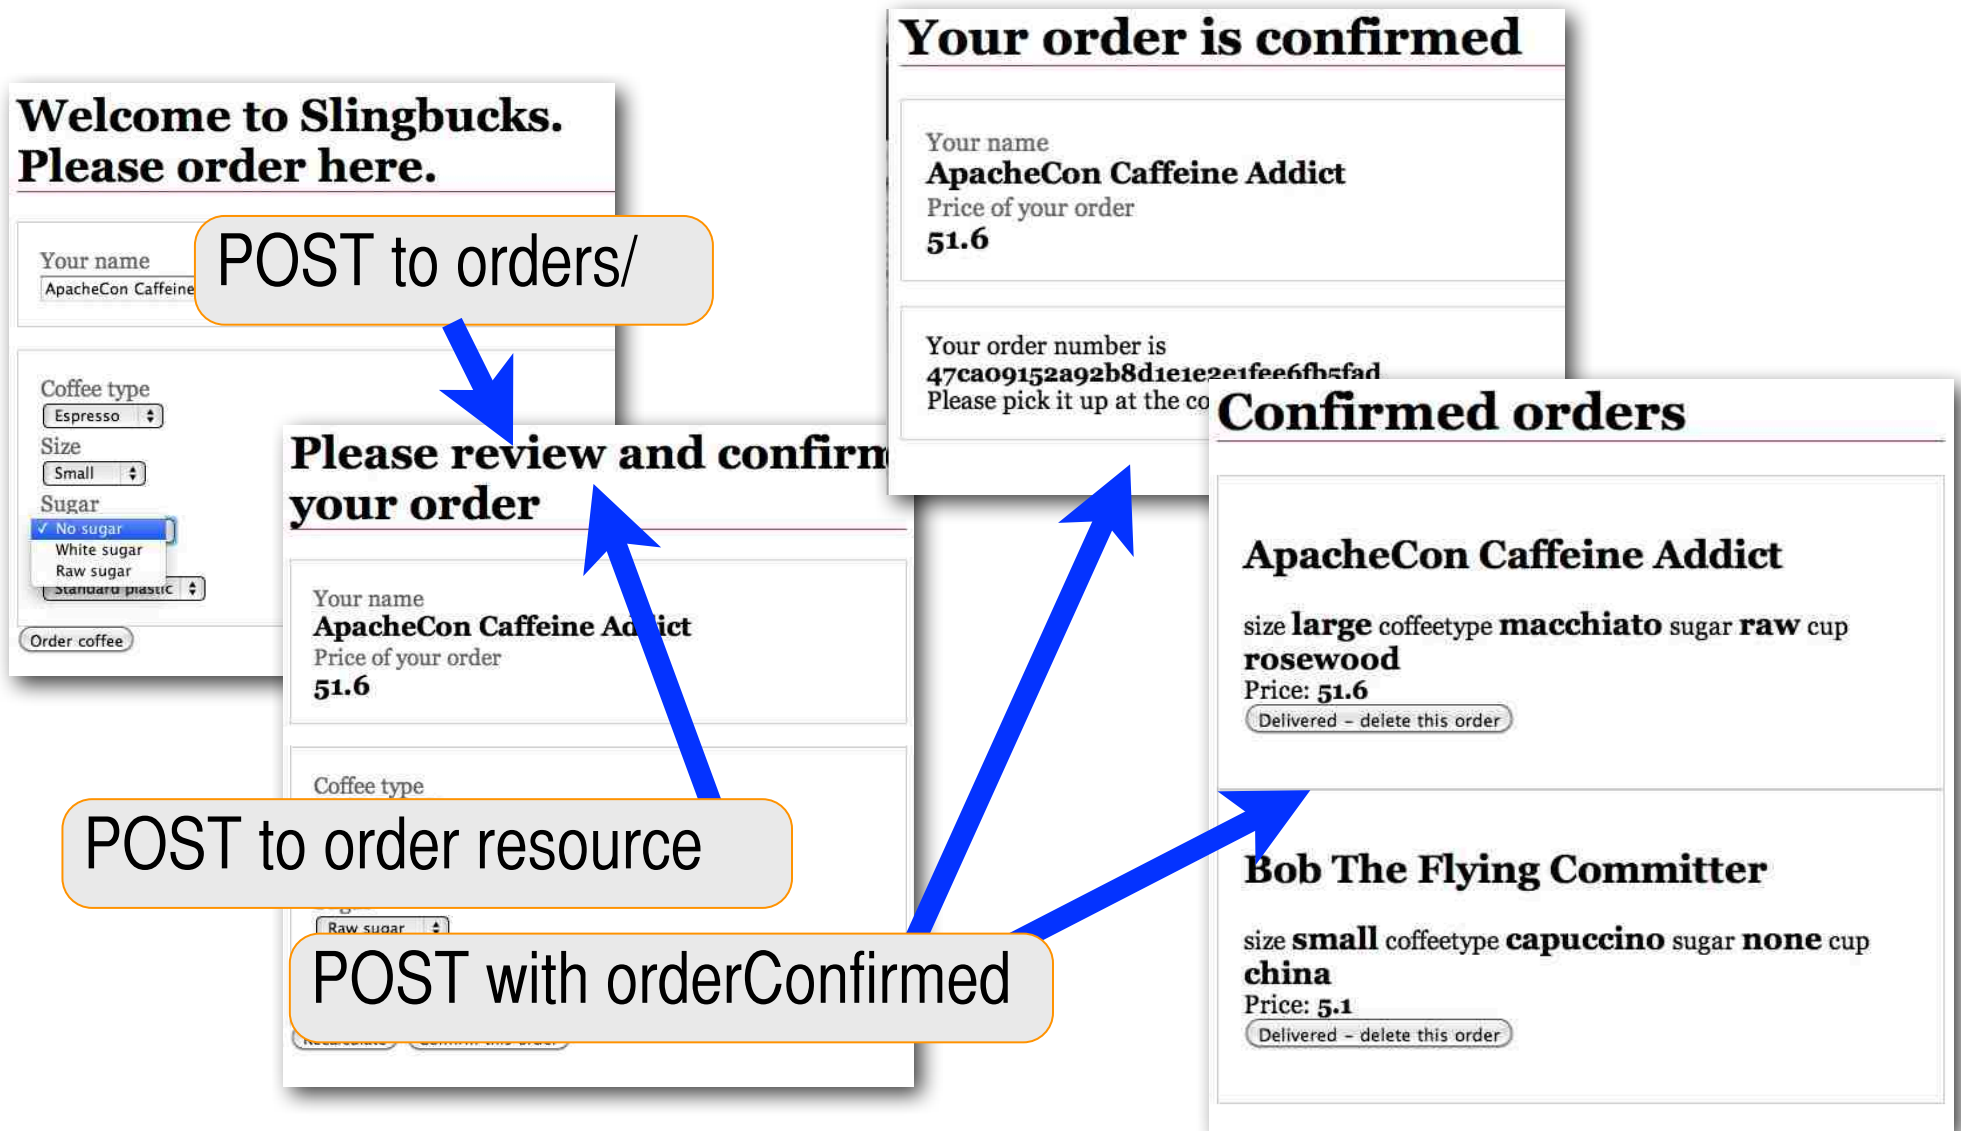 Welcome to Slingbucks.
Please order here.
Your name
ApacheCon Caffeine
POST to orders/
Coffee type
Espresso
Size
Small
Sugar
✓ No sugar
White sugar
Raw sugar
Standard plastic
Order coffee
Please review and confirm
your order
Your name
ApacheCon Caffeine Addict
Price of your order
51.6
Coffee type
POST to order resource
Raw sugar
POST with orderConfirmed
Your order is confirmed
Your name
ApacheCon Caffeine Addict
Price of your order
51.6
Your order number is
47ca09152a92b8d1e1e2e1fee6fb5fad
Please pick it up at the
Confirmed orders
ApacheCon Caffeine Addict
size large coffeetype macchiato sugar raw cup
rosewood
Price: 51.6
Delivered – delete this order
Bob The Flying Committer
size small coffeetype capuccino sugar none cup
china
Price: 5.1
Delivered – delete this order